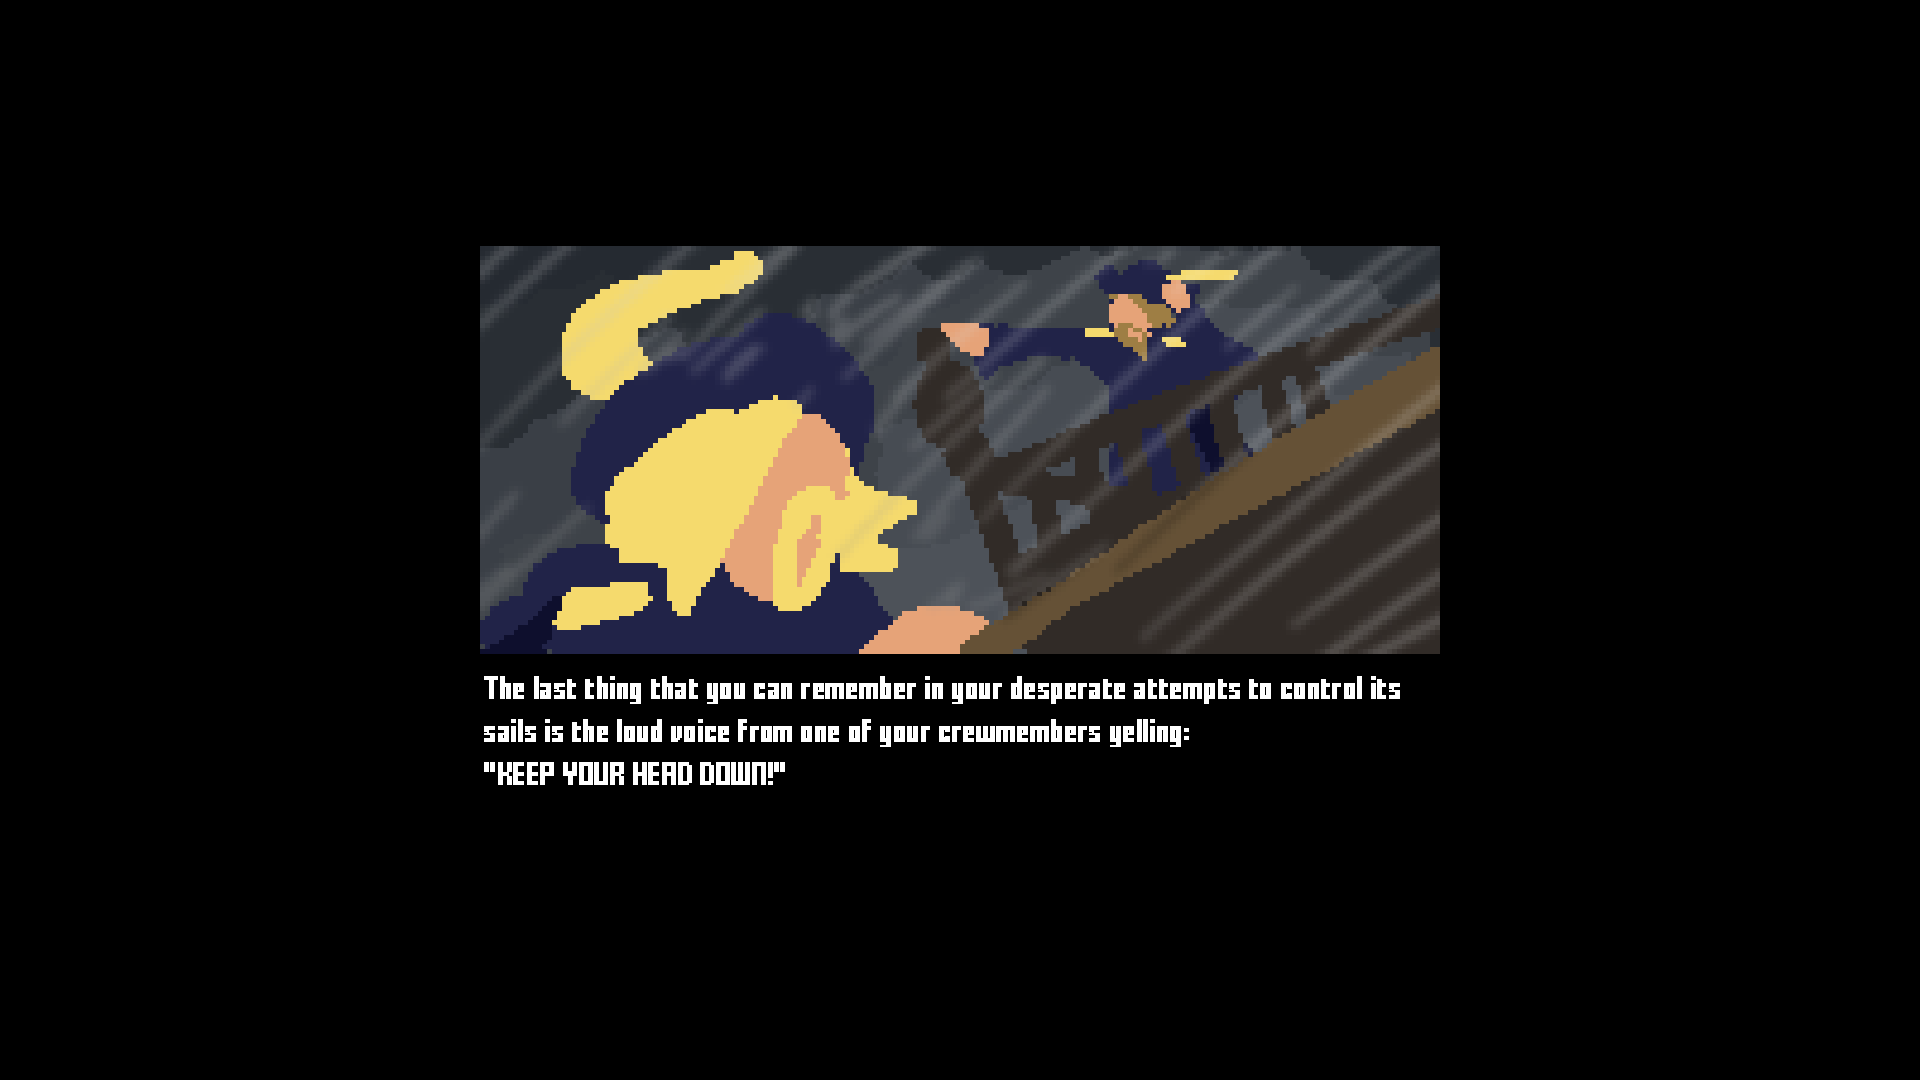 The last thing that you can remember in your desperate attempts to control its
sails is the loud voice from one of your crewmembers yelling:
"KEEP YOUR HEAD DOWN!"